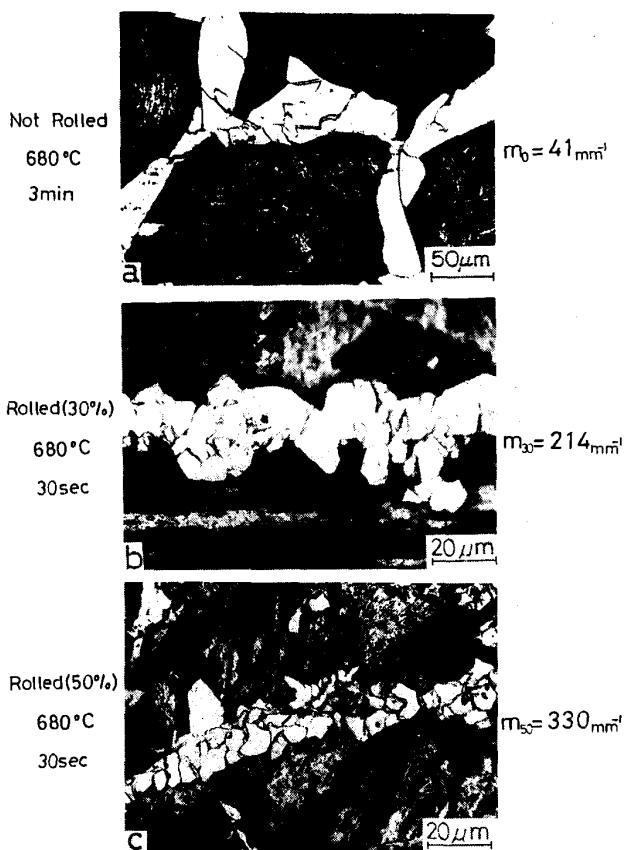 Not Rolled
680°C
3min
a
50μm
m₀=41mm⁻¹
Rolled(30%)
680°C
30sec
b
20μm
m₃₀=214mm⁻¹
Rolled(50%)
680°C
30sec
c
20μm
m₅₀=330mm⁻¹